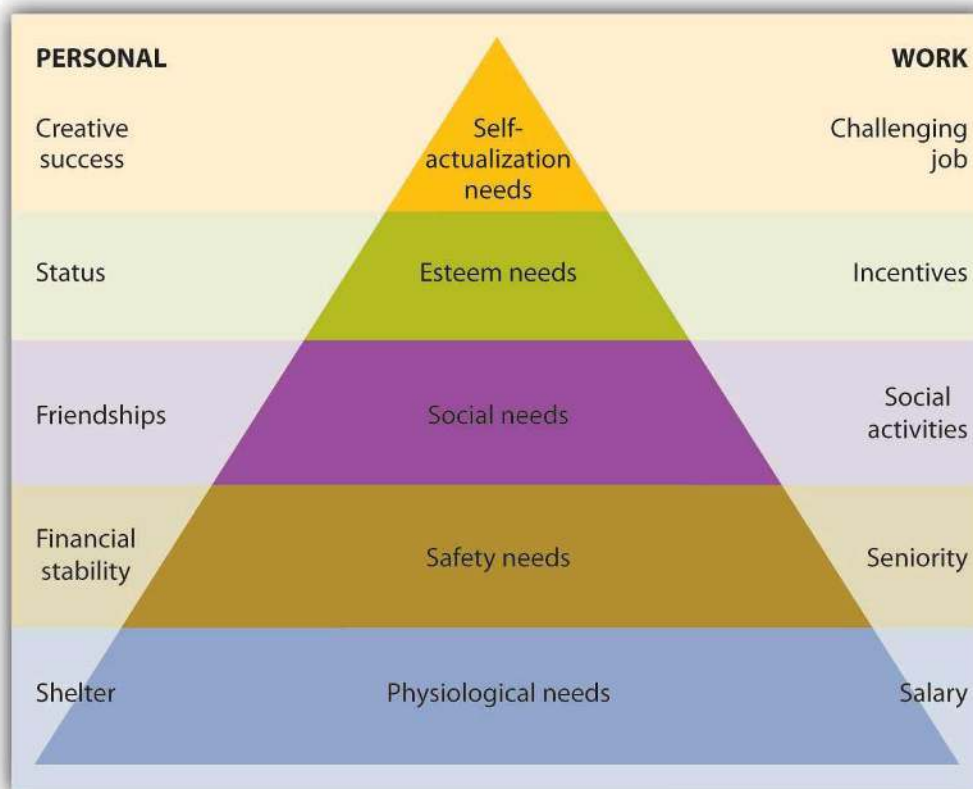 PERSONAL
WORK
Creative
success
Self-
actualization
needs
Challenging
job
Status
Esteem needs
Incentives
Friendships
Social needs
Social
activities
Financial
stability
Safety needs
Seniority
Shelter
Physiological needs
Salary